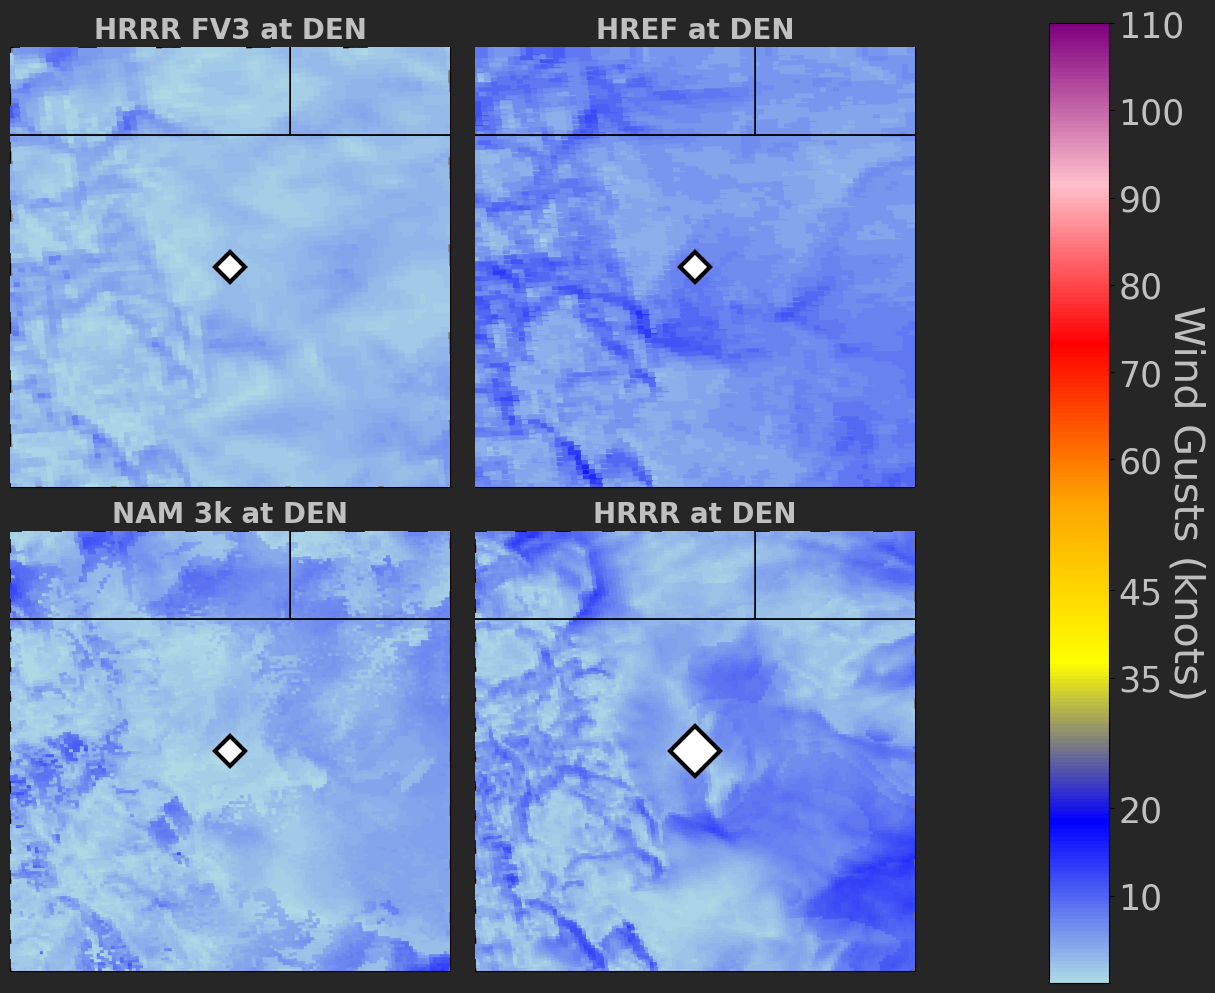 HRRR FV3 at DEN
HREF at DEN
NAM 3k at DEN
HRRR at DEN
110
100
90
80
70
60
45
35
20
10
Wind Gusts (knots)